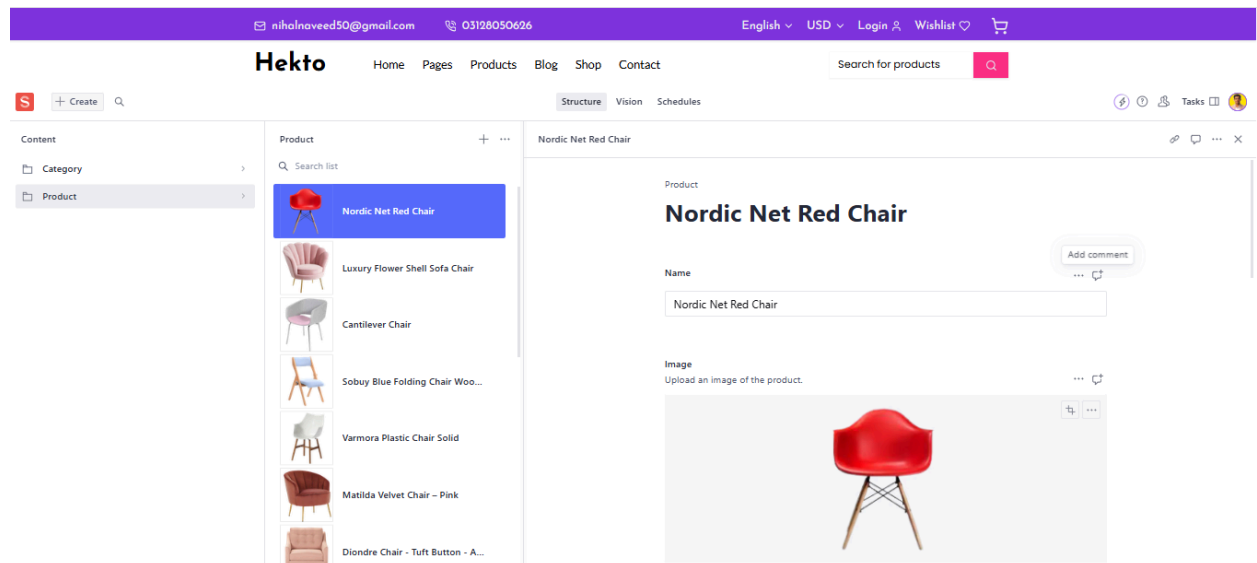 nihalnaveed50@gmail.com 03128050626 English USD Login Wishlist
Hekto Home Pages Products Blog Shop Contact Search for products
S Create Structure Vision Schedules Tasks
Content
Category
Product
Product
Search list
Nordic Net Red Chair
Luxury Flower Shell Sofa Chair
Cantilever Chair
Sobuy Blue Folding Chair Woo...
Varmora Plastic Chair Solid
Matilda Velvet Chair – Pink
Diondre Chair - Tuft Button - A...
Nordic Net Red Chair
Product
Nordic Net Red Chair
Add comment
Name
Nordic Net Red Chair
Image
Upload an image of the product.